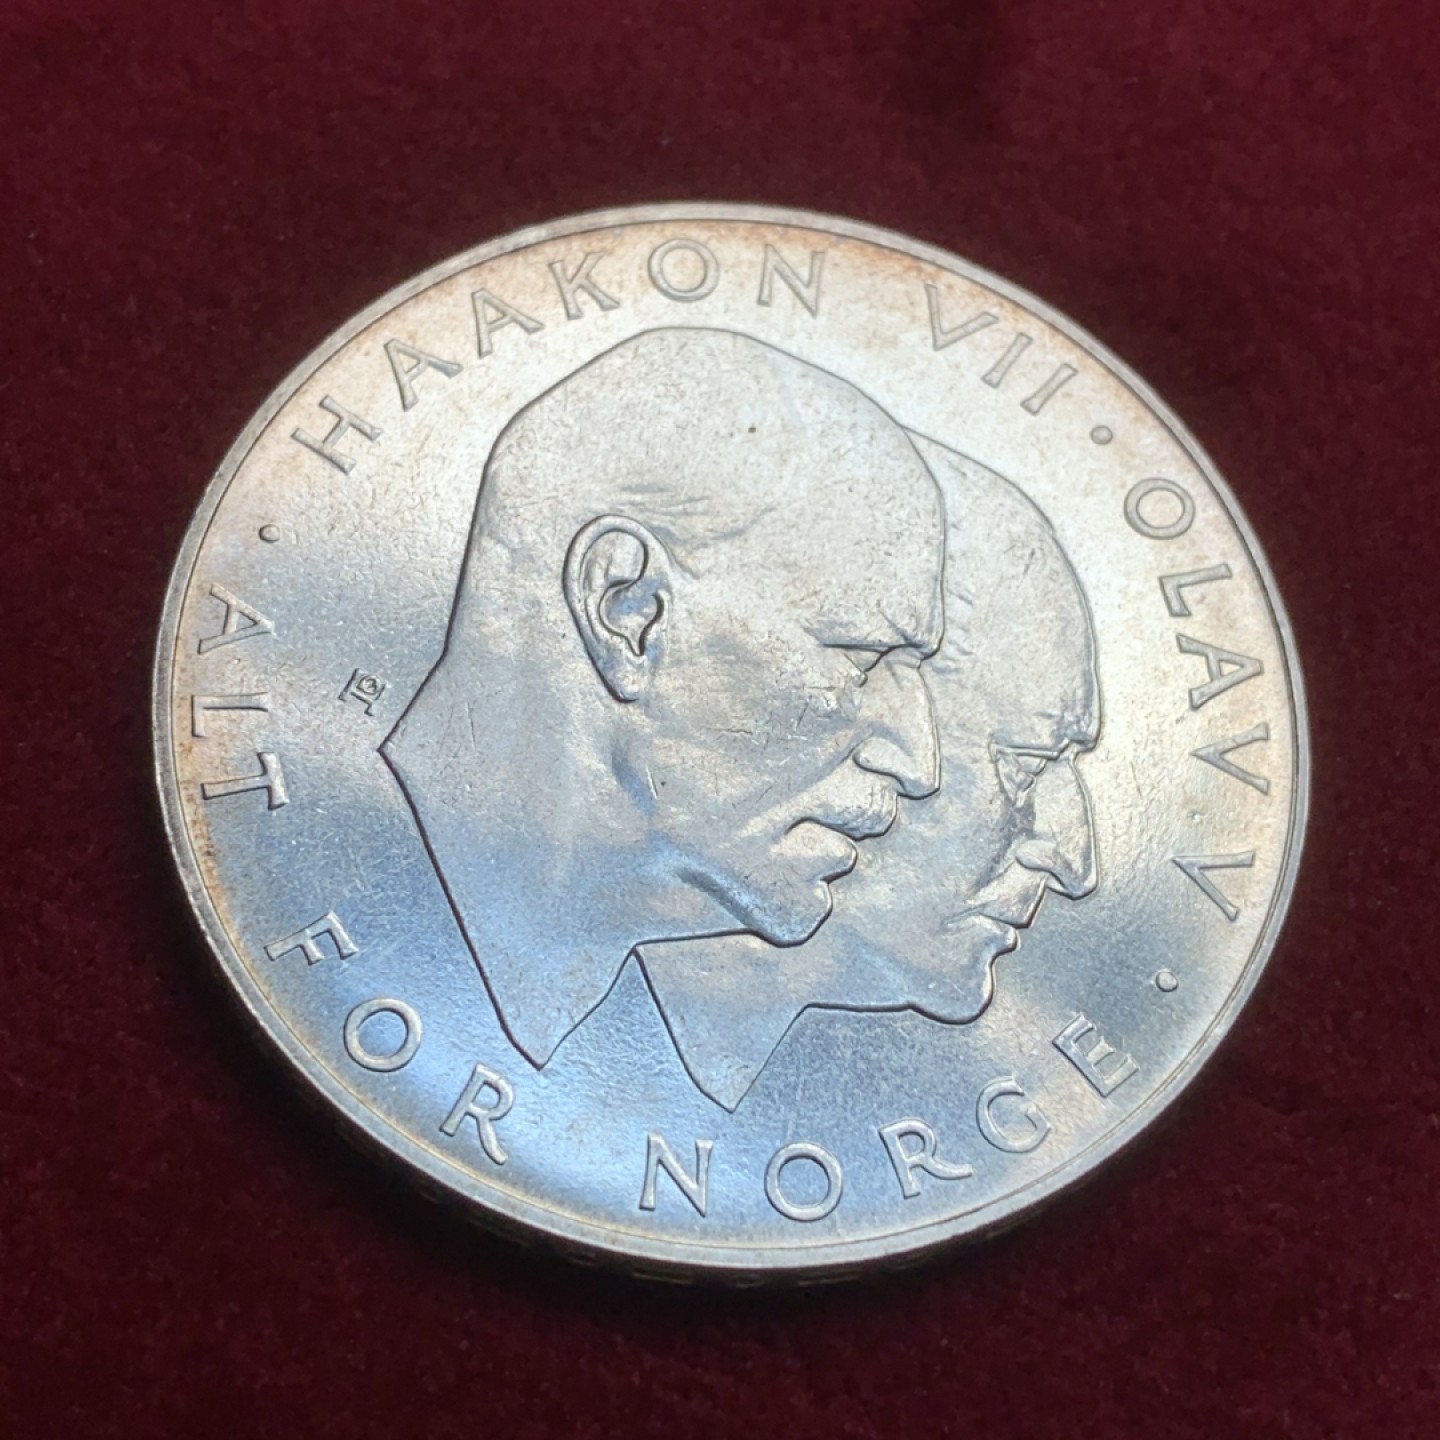 · HAAKON VII · OLAV V ·
ALT FOR NORGE